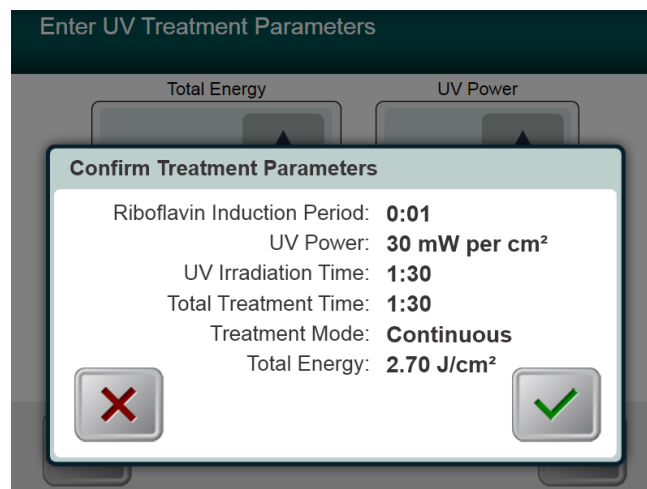 Enter UV Treatment Parameters
Total Energy UV Power
Confirm Treatment Parameters
Riboflavin Induction Period: 0:01
UV Power: 30 mW per cm²
UV Irradiation Time: 1:30
Total Treatment Time: 1:30
Treatment Mode: Continuous
Total Energy: 2.70 J/cm²